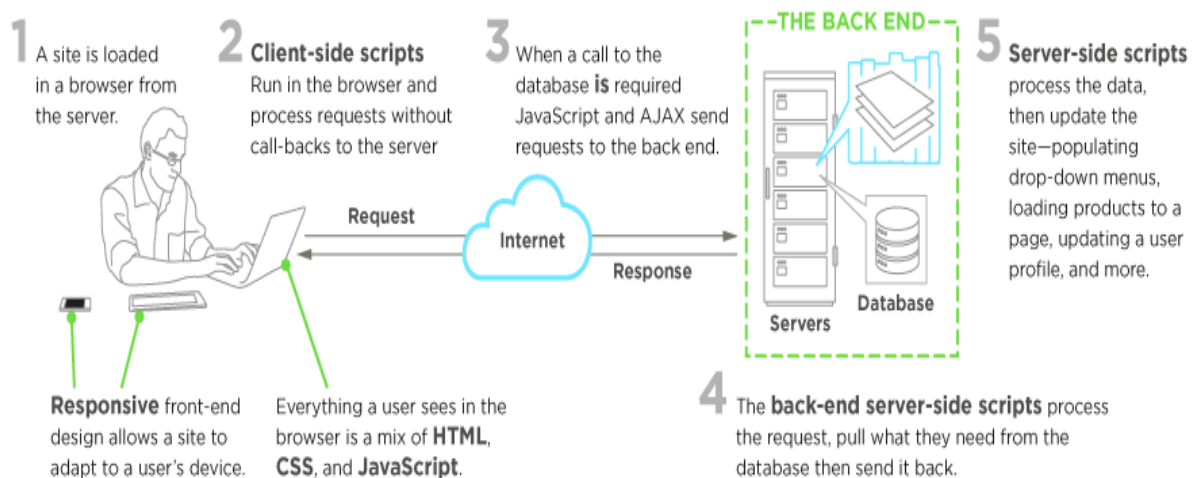 1
A site is loaded
in a browser from
the server.
2
Client-side scripts
Run in the browser and
process requests without
call-backs to the server
3
When a call to the
database is required
JavaScript and AJAX send
requests to the back end.
THE BACK END
5
Server-side scripts
process the data,
then update the
site—populating
drop-down menus,
loading products to a
page, updating a user
profile, and more.
Request
Internet
Response
Servers
Database
Responsive front-end
design allows a site to
adapt to a user's device.
Everything a user sees in the
browser is a mix of HTML,
CSS, and JavaScript.
4
The back-end server-side scripts process
the request, pull what they need from the
database then send it back.